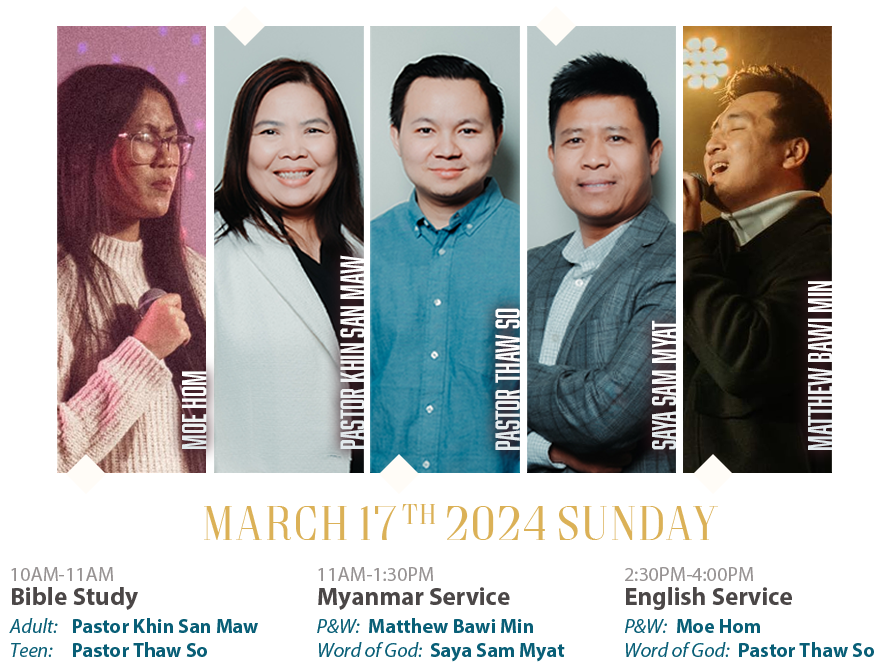 MOE HOM
PASTOR KHIN SAN MAW
PASTOR THAW SO
SAYA SAM MYAT
MATTHEW BAWI MIN
MARCH 17TH 2024 SUNDAY
10AM-11AM
Bible Study
Adult: Pastor Khin San Maw
Teen: Pastor Thaw So
11AM-1:30PM
Myanmar Service
P&W: Matthew Bawi Min
Word of God: Saya Sam Myat
2:30PM-4:00PM
English Service
P&W: Moe Hom
Word of God: Pastor Thaw So